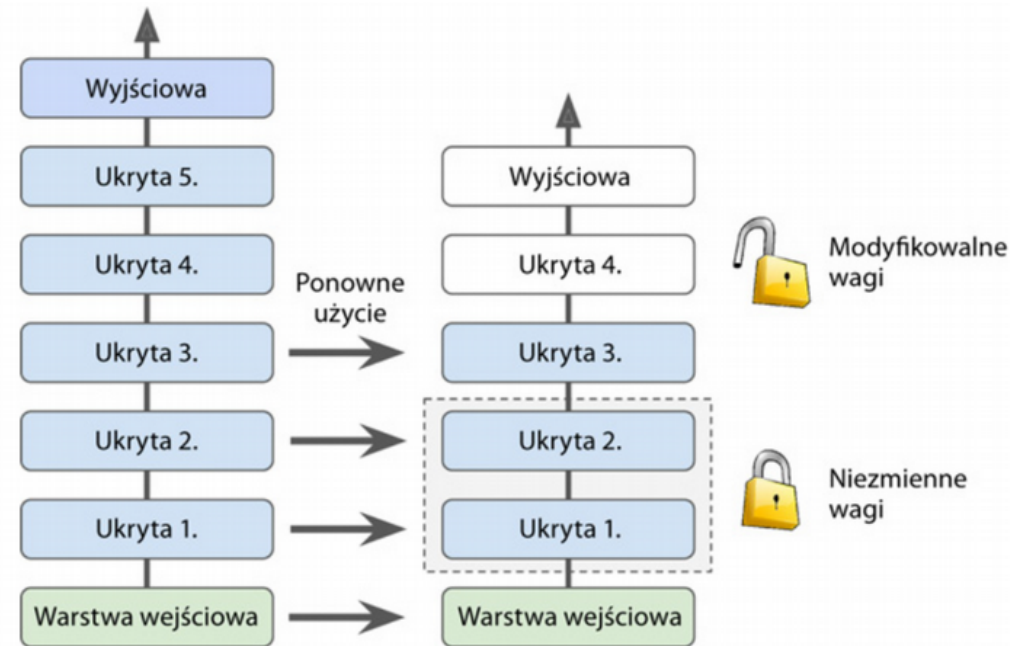 Wyjściowa
Ukryta 5.
Ukryta 4.
Ukryta 3.
Ukryta 2.
Ukryta 1.
Warstwa wejściowa
Ponowne
użycie
Wyjściowa
Ukryta 4.
Ukryta 3.
Ukryta 2.
Ukryta 1.
Warstwa wejściowa
Modyfikowalne
wagi
Niezmienne
wagi